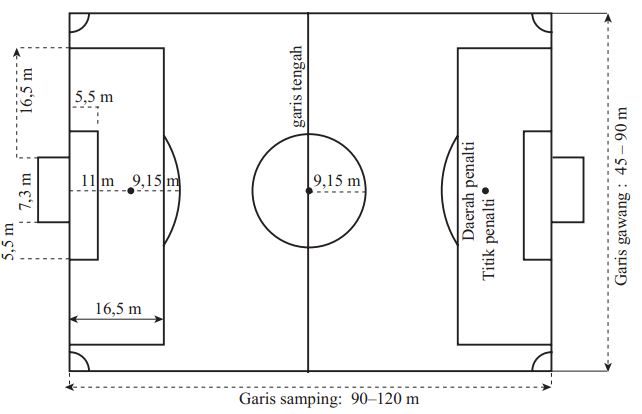 16,5 m
5,5 m
garis tengah
11 m
9,15 m
9,15 m
7,3 m
5,5 m
Daerah penalti
Titik penalti
16,5 m
Garis gawang : 45 – 90 m
Garis samping: 90–120 m